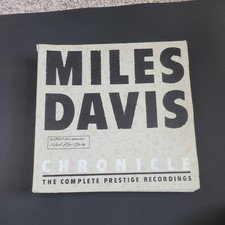 MILES
DAVIS
CHRONICLE
THE COMPLETE PRESTIGE RECORDINGS